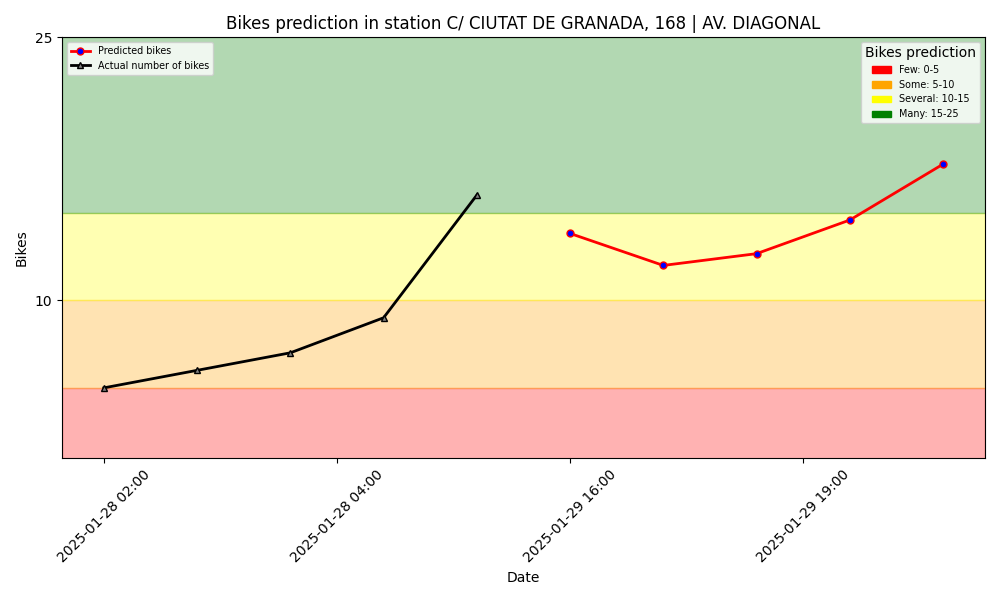 Bikes prediction in station C/ CIUTAT DE GRANADA, 168 | AV. DIAGONAL
25
10
Bikes
Predicted bikes
Actual number of bikes
Bikes prediction
Few: 0-5
Some: 5-10
Several: 10-15
Many: 15-25
2025-01-28 02:00
2025-01-28 04:00
2025-01-29 16:00
2025-01-29 19:00
Date